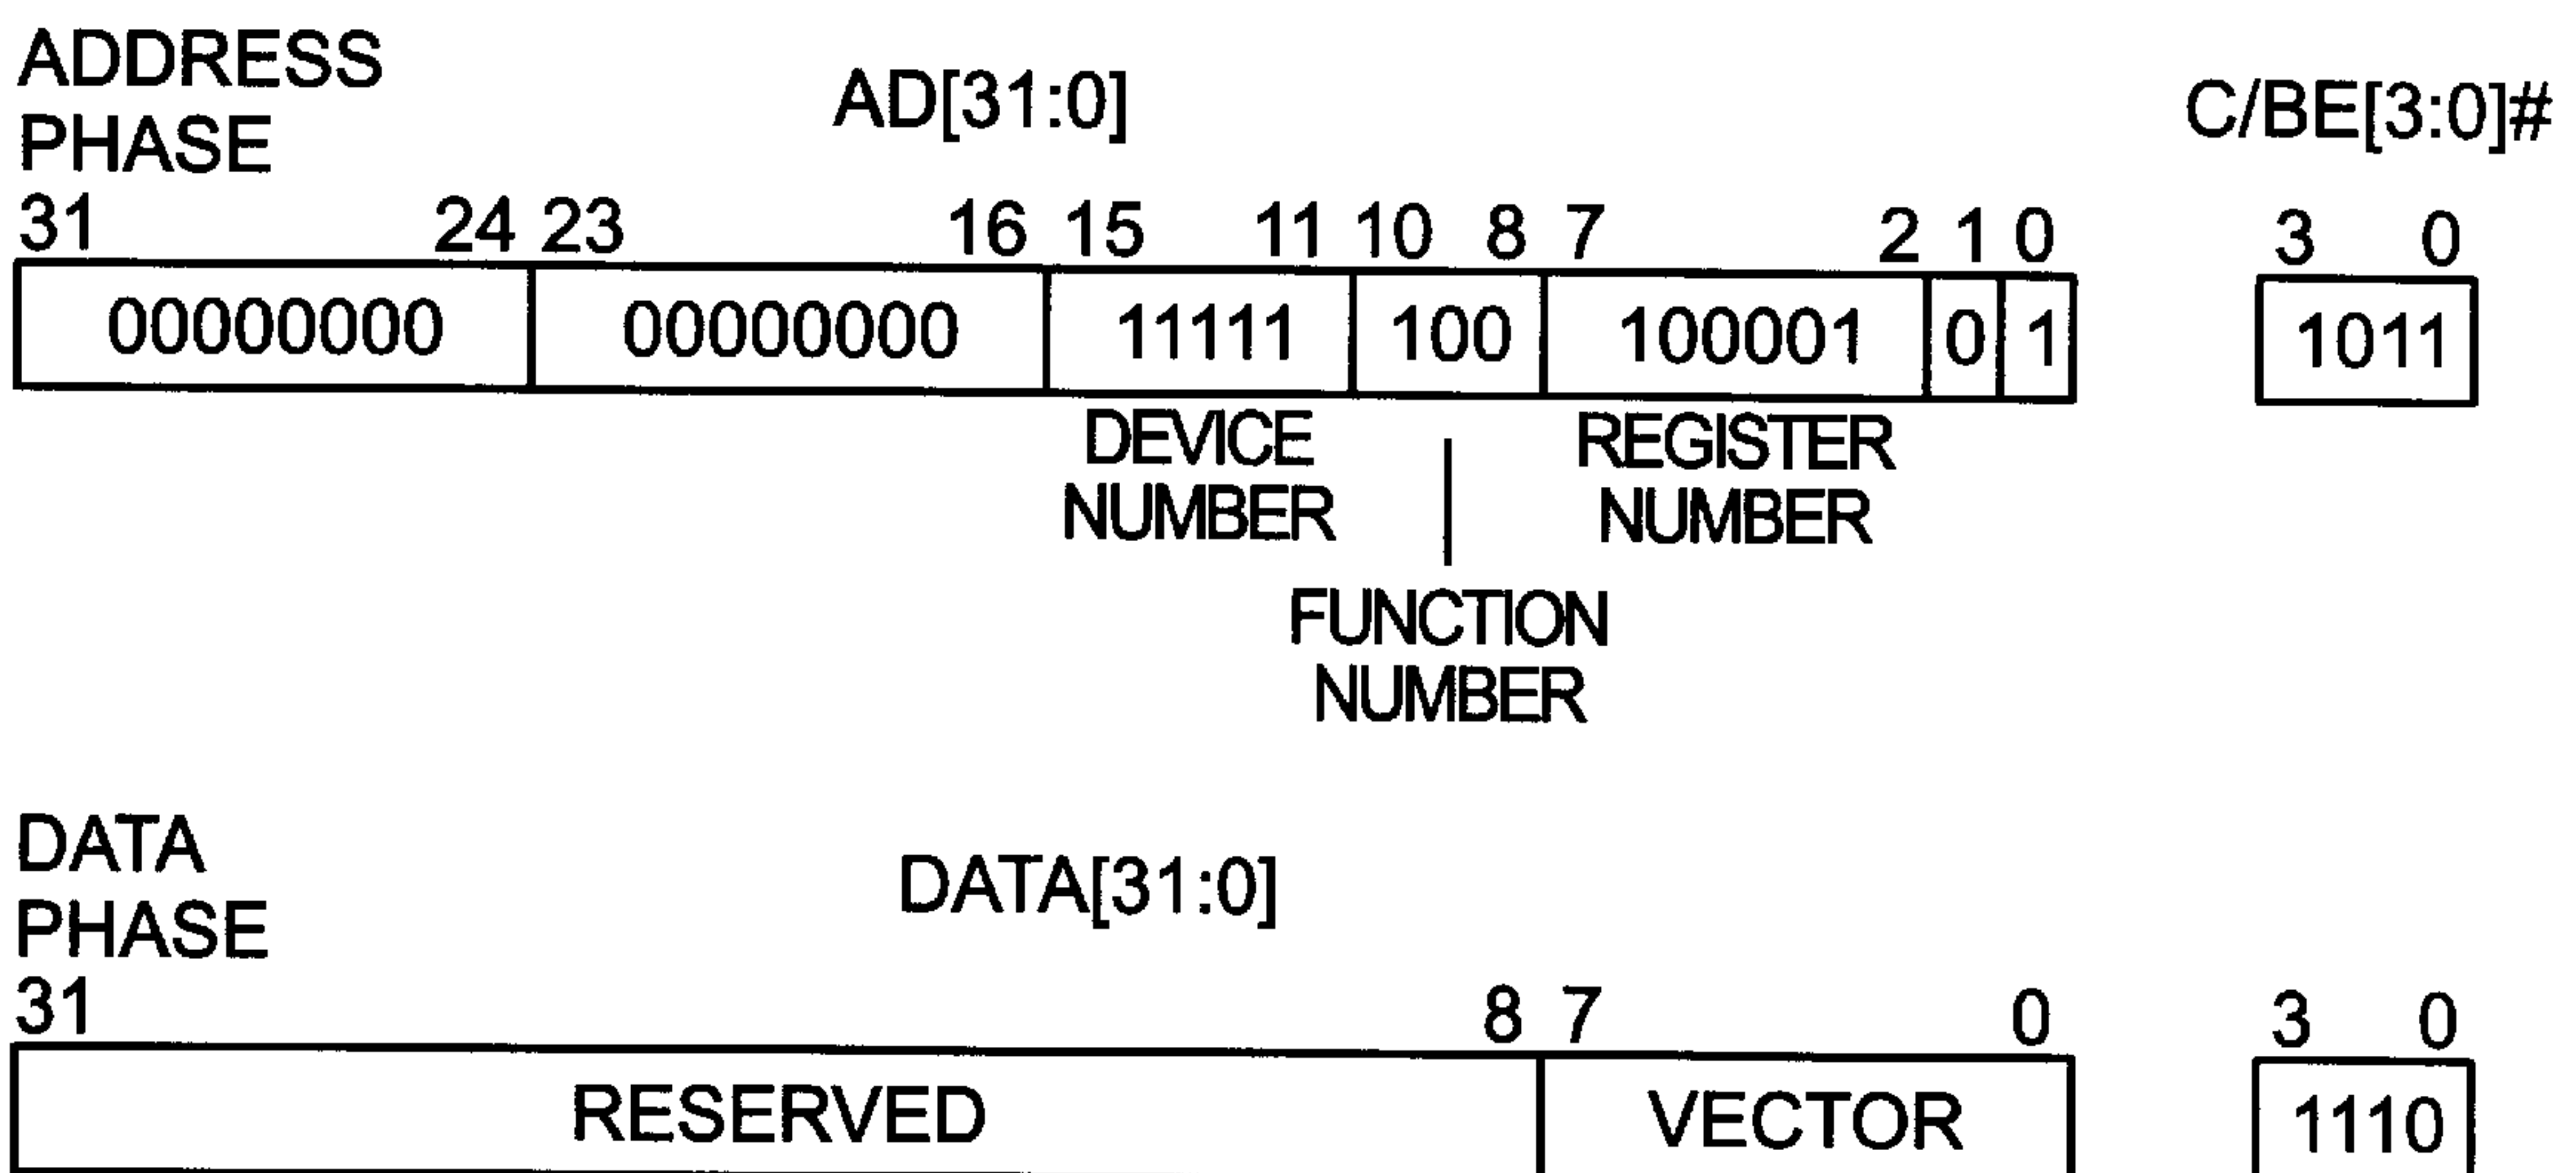 ADDRESS
PHASE
AD[31:0]
C/BE[3:0]#
31 24 23 16 15 11 10 8 7 2 1 0 3 0
00000000 00000000 11111 100 100001 0 1 1011
DEVICE
NUMBER
REGISTER
NUMBER
FUNCTION
NUMBER
DATA
PHASE
DATA[31:0]
31 8 7 0 3 0
RESERVED VECTOR 1110